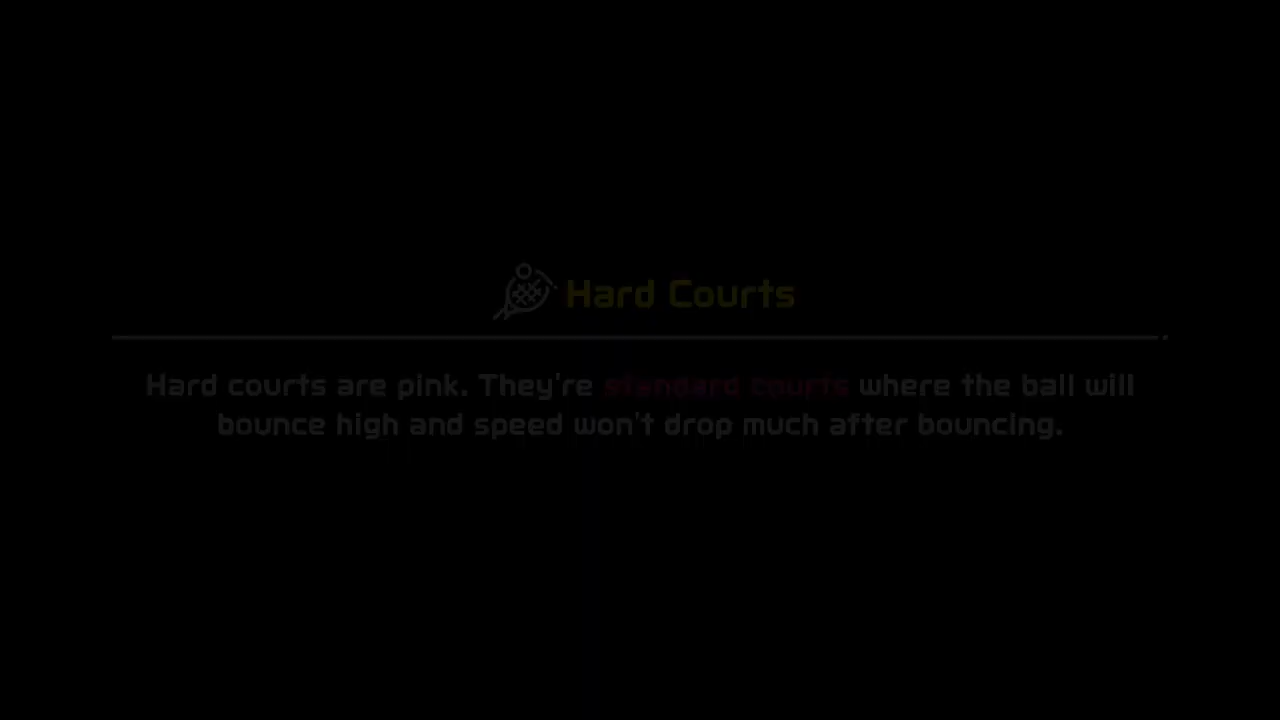 Hard Courts
Hard courts are pink. They're standard courts where the ball will
bounce high and speed won't drop much after bouncing.